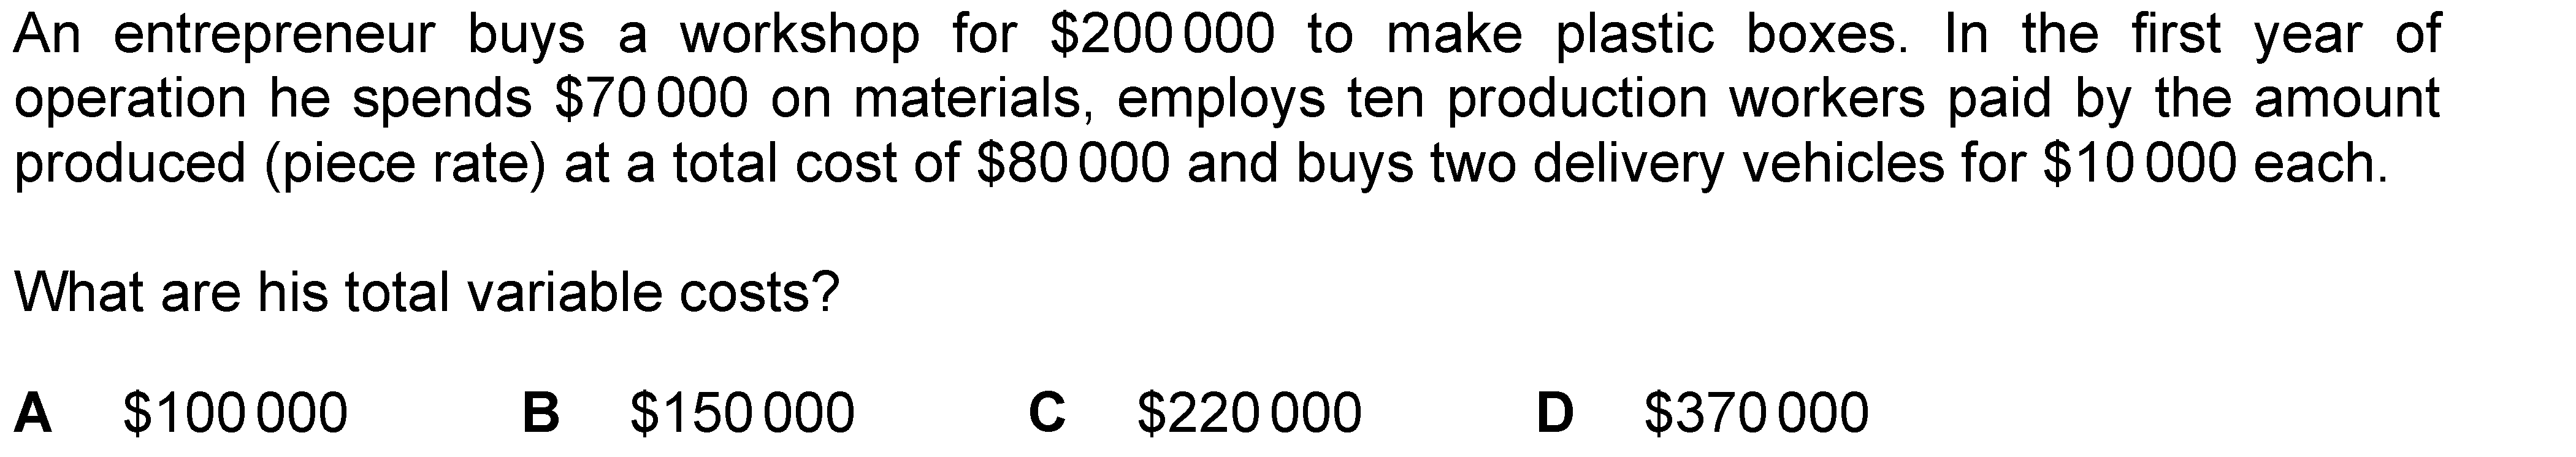 An entrepreneur buys a workshop for $200 000 to make plastic boxes. In the first year of
operation he spends $70 000 on materials, employs ten production workers paid by the amount
produced (piece rate) at a total cost of $80 000 and buys two delivery vehicles for $10 000 each.
What are his total variable costs?
A $100 000 B $150 000 C $220 000 D $370 000